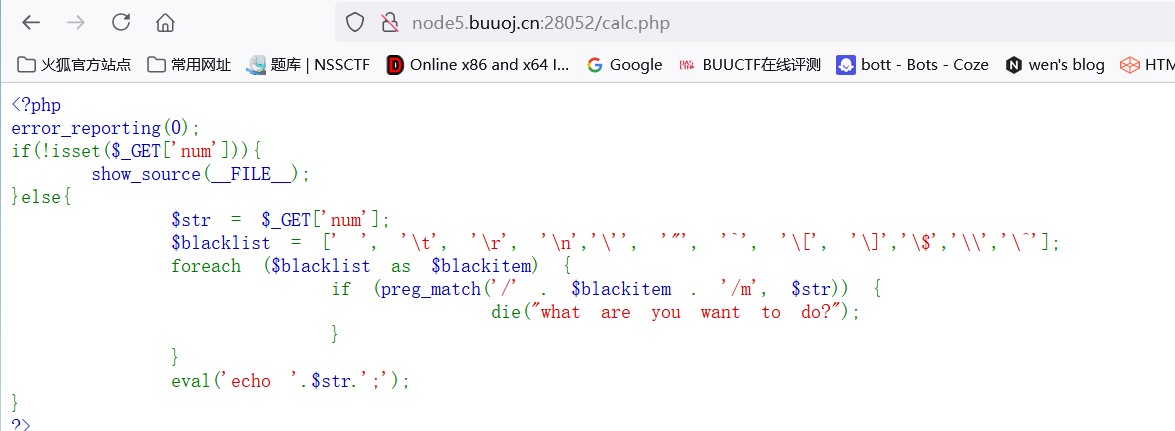 node5.buuoj.cn:28052/calc.php
火狐官方站点 常用网址 题库 | NSSCTF Online x86 and x64 I... Google BUUCTF在线评测 bott - Bots - Coze wen's blog HTM
<?php
error_reporting(0);
if(!isset($_GET['num'])){
show_source(__FILE__);
}else{
$str = $_GET['num'];
$blacklist = [' ', '\t', '\r', '\n','\'', '"', '`', '\[', '\]','\$','\\','\^'];
foreach ($blacklist as $blackitem) {
if (preg_match('/' . $blackitem . '/m', $str)) {
die("what are you want to do?");
}
}
eval('echo '.$str.';');
}
?>